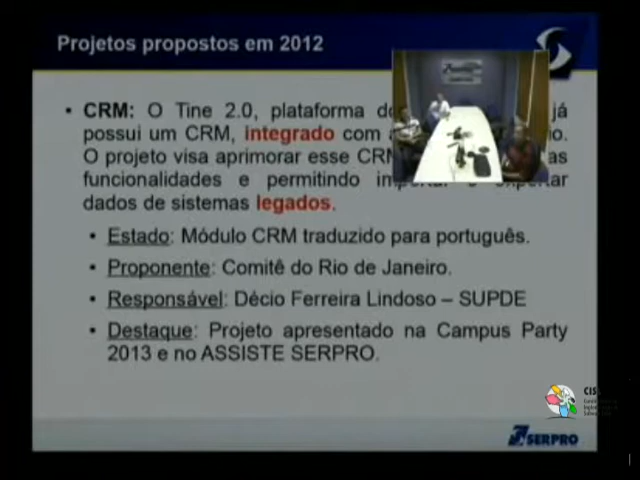 Projetos propostos em 2012
• CRM: O Tine 2.0, plataforma já
possui um CRM, integrado com
O projeto visa aprimorar esse as
funcionalidades e permitindo
dados de sistemas legados.
• Estado: Módulo CRM traduzido para português.
• Proponente: Comitê do Rio de Janeiro.
• Responsável: Décio Ferreira Lindoso – SUPDE
• Destaque: Projeto apresentado na Campus Party
2013 e no ASSISTE SERPRO.
SERPRO